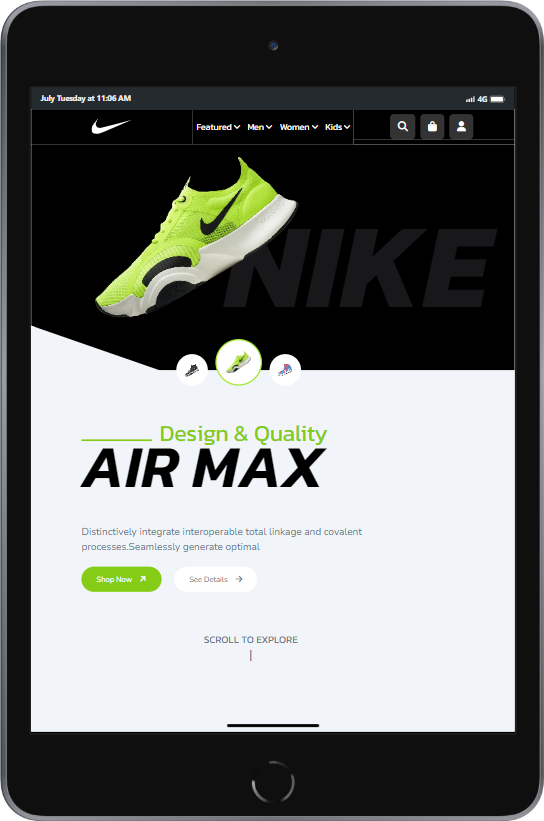 July Tuesday at 11:06 AM
4G
Featured Men Women Kids
NIKE
Design & Quality
AIR MAX
Distinctively integrate interoperable total linkage and covalent
processes.Seamlessly generate optimal
Shop Now
See Details
SCROLL TO EXPLORE